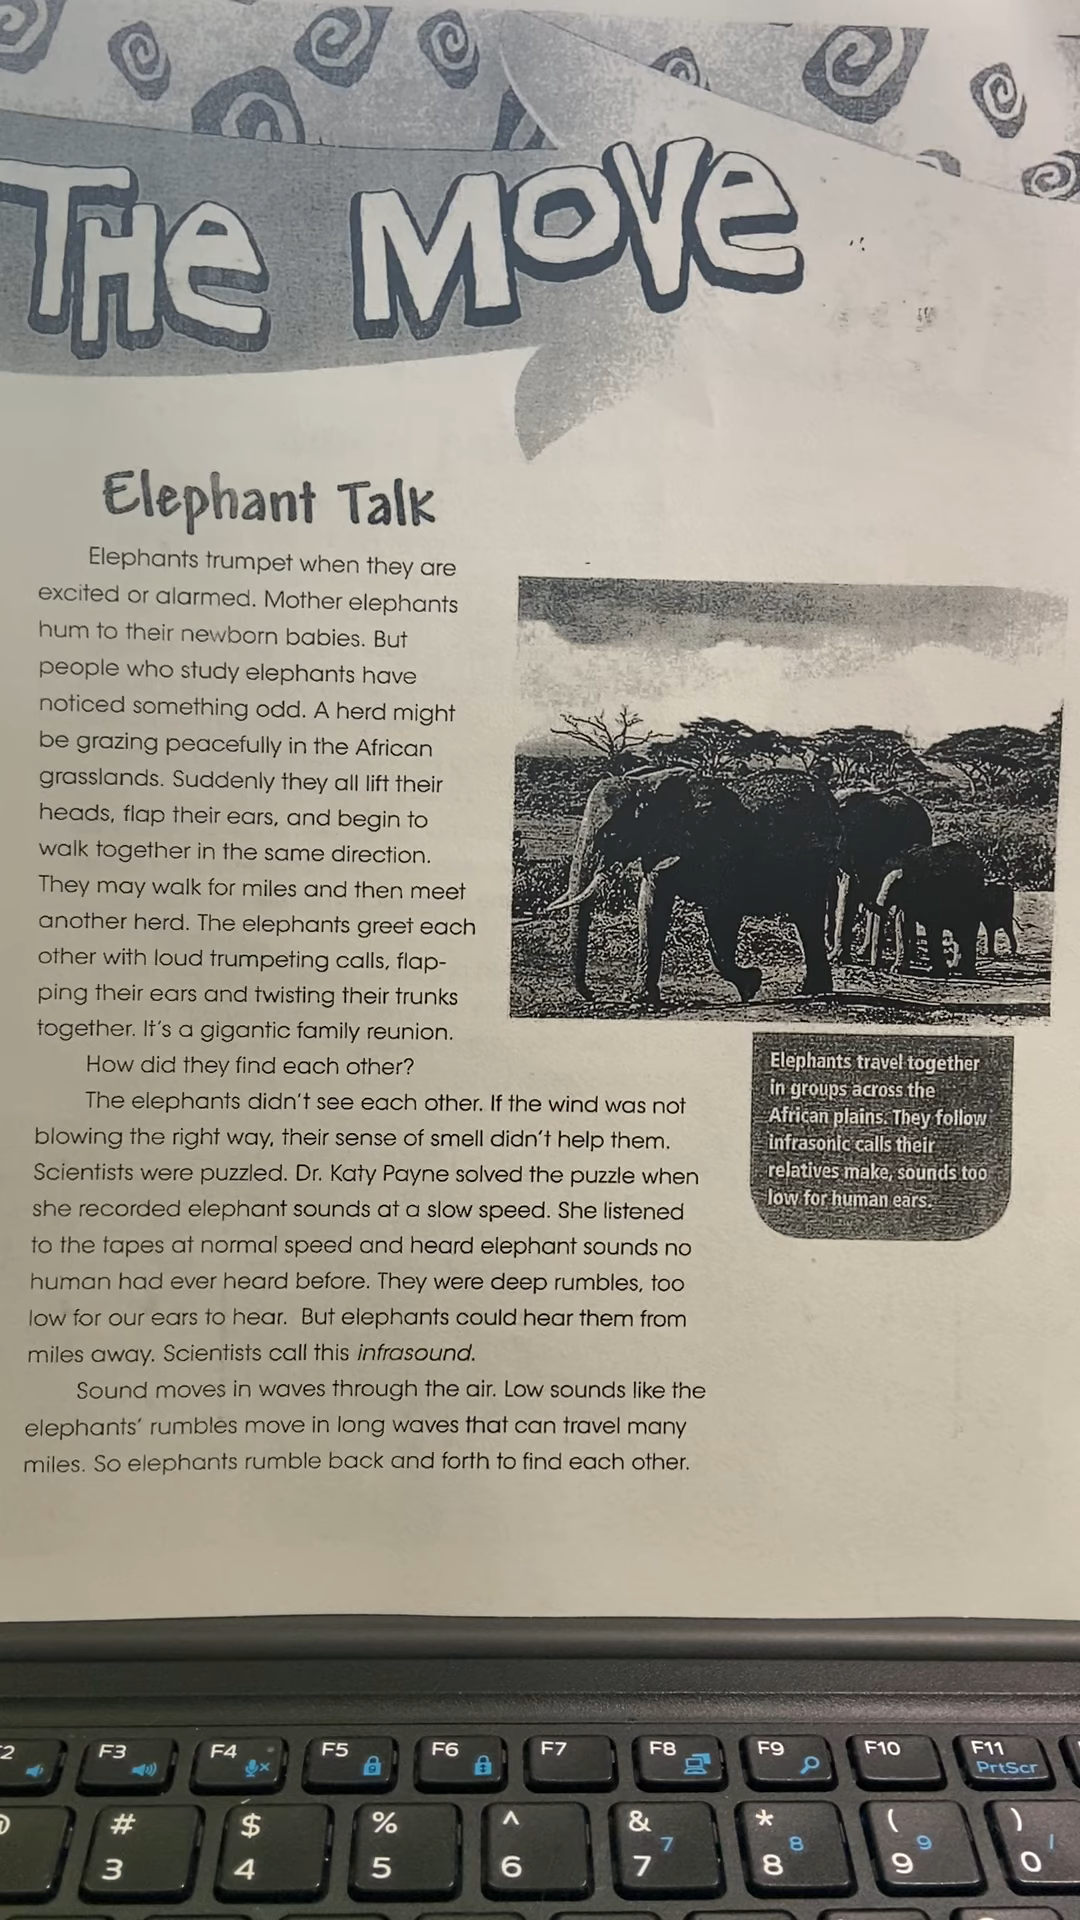 The Move
Elephant Talk
Elephants trumpet when they are
excited or alarmed. Mother elephants
hum to their newborn babies. But
people who study elephants have
noticed something odd. A herd might
be grazing peacefully in the African
grasslands. Suddenly they all lift their
heads, flap their ears, and begin to
walk together in the same direction.
They may walk for miles and then meet
another herd. The elephants greet each
other with loud trumpeting calls, flap-
ping their ears and twisting their trunks
together. It's a gigantic family reunion.
How did they find each other?
The elephants didn't see each other. If the wind was not
blowing the right way, their sense of smell didn't help them.
Scientists were puzzled. Dr. Katy Payne solved the puzzle when
she recorded elephant sounds at a slow speed. She listened
to the tapes at normal speed and heard elephant sounds no
human had ever heard before. They were deep rumbles, too
low for our ears to hear. But elephants could hear them from
miles away. Scientists call this infrasound.
Sound moves in waves through the air. Low sounds like the
elephants' rumbles move in long waves that can travel many
miles. So elephants rumble back and forth to find each other.
Elephants travel together
in groups across the
African plains. They follow
infrasonic calls their
relatives make, sounds too
low for human ears.
2 F3 F4 F5 F6 F7 F8 F9 F10 F11
PrtScr
# $ % ^ & * ( )
7 8 9
3 4 5 6 7 8 9 0